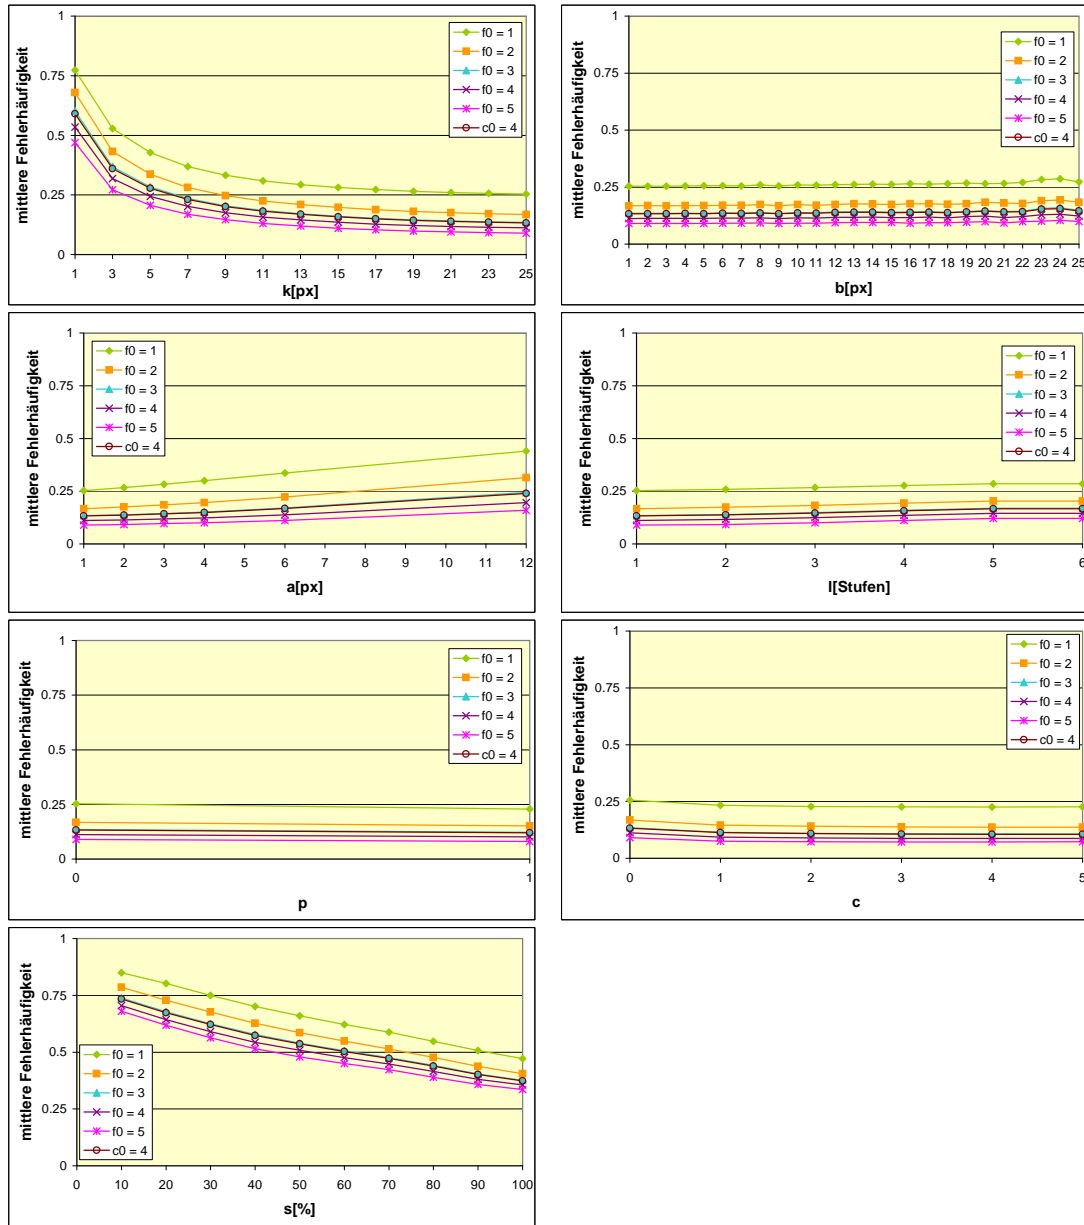 mittlere Fehlerhäufigkeit
1
0.75
0.5
0.25
0
f0 = 1
f0 = 2
f0 = 3
f0 = 4
f0 = 5
c0 = 4
1 3 5 7 9 11 13 15 17 19 21 23 25
k[px]
mittlere Fehlerhäufigkeit
1
0.75
0.5
0.25
0
f0 = 1
f0 = 2
f0 = 3
f0 = 4
f0 = 5
c0 = 4
1 2 3 4 5 6 7 8 9 10 11 12 13 14 15 16 17 18 19 20 21 22 23 24 25
b[px]
mittlere Fehlerhäufigkeit
1
0.75
0.5
0.25
0
f0 = 1
f0 = 2
f0 = 3
f0 = 4
f0 = 5
c0 = 4
1 2 3 4 5 6 7 8 9 10 11 12
a[px]
mittlere Fehlerhäufigkeit
1
0.75
0.5
0.25
0
f0 = 1
f0 = 2
f0 = 3
f0 = 4
f0 = 5
c0 = 4
1 2 3 4 5 6
l[Stufen]
mittlere Fehlerhäufigkeit
1
0.75
0.5
0.25
0
f0 = 1
f0 = 2
f0 = 3
f0 = 4
f0 = 5
c0 = 4
0 1
p
mittlere Fehlerhäufigkeit
1
0.75
0.5
0.25
0
f0 = 1
f0 = 2
f0 = 3
f0 = 4
f0 = 5
c0 = 4
0 1 2 3 4 5
c
mittlere Fehlerhäufigkeit
1
0.75
0.5
0.25
0
f0 = 1
f0 = 2
f0 = 3
f0 = 4
f0 = 5
c0 = 4
0 10 20 30 40 50 60 70 80 90 100
s[%]